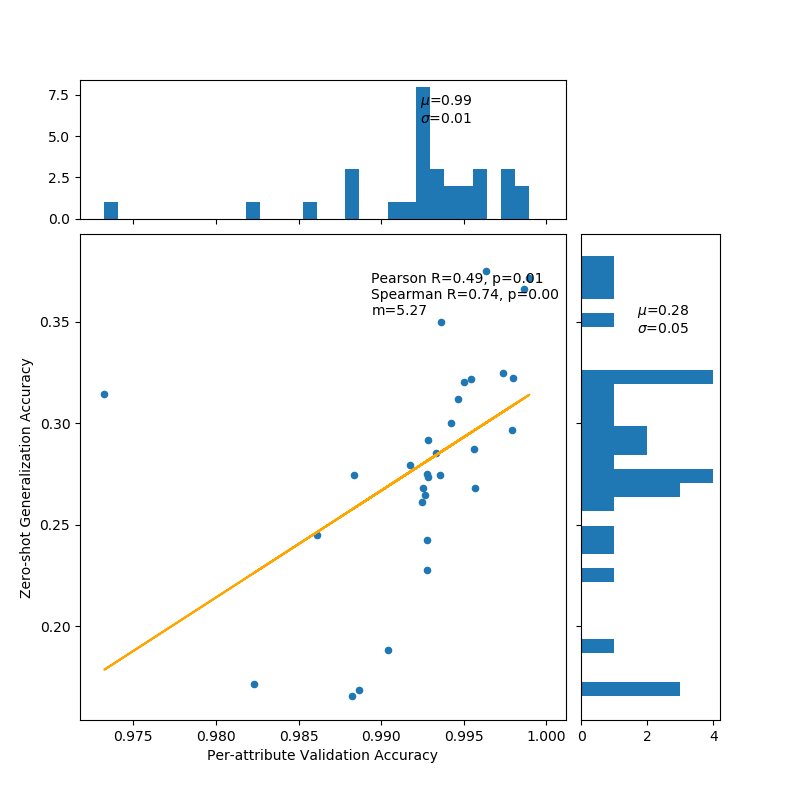 7.5
5.0
2.5
0.0
μ=0.99
σ=0.01
Pearson R=0.49, p=0.01
Spearman R=0.74, p=0.00
m=5.27
μ=0.28
σ=0.05
0.35
0.30
0.25
0.20
Zero-shot Generalization Accuracy
0.975 0.980 0.985 0.990 0.995 1.000
Per-attribute Validation Accuracy
0 2 4